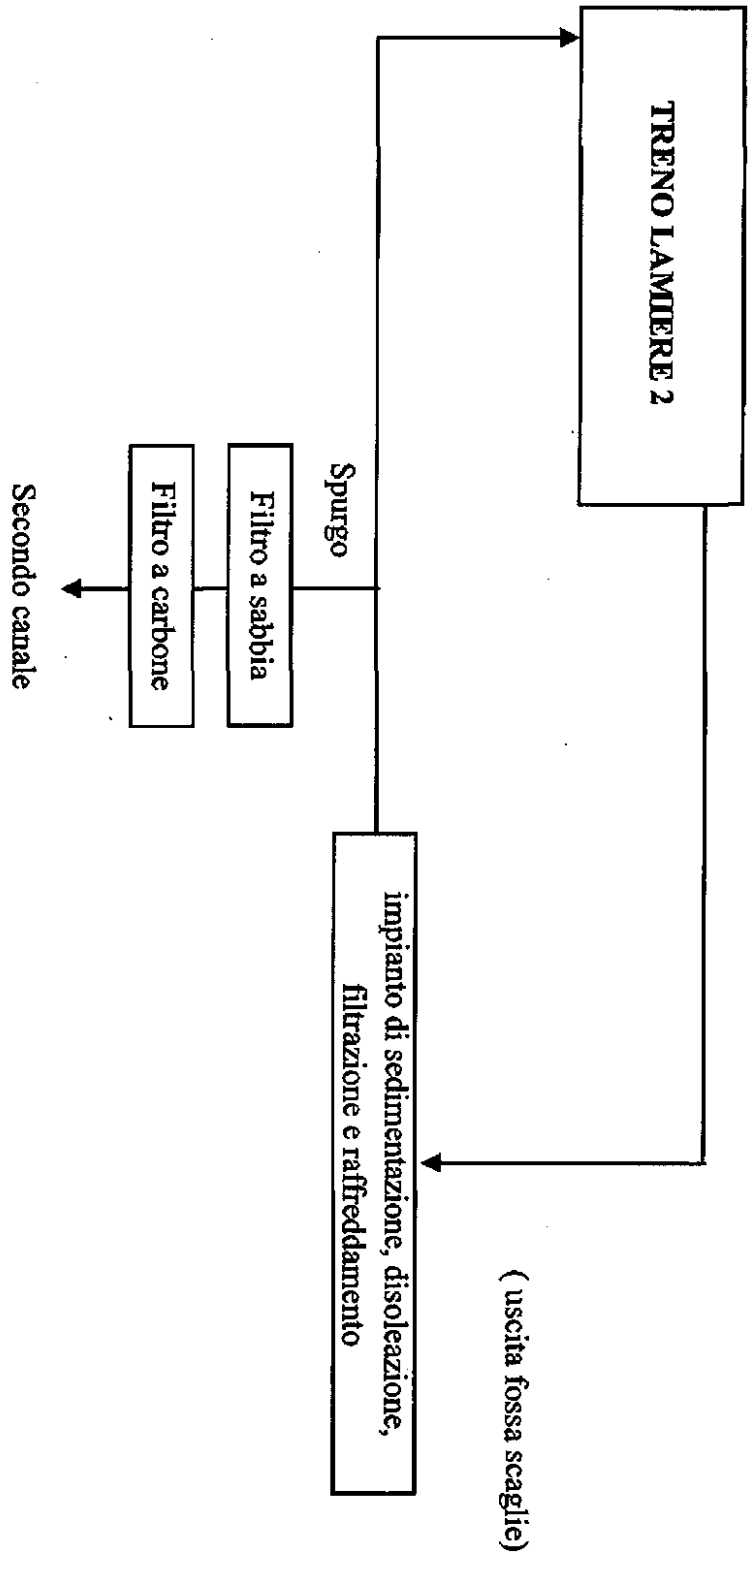 TRENO LAMIERE 2
( uscita fossa scaglie)
impianto di sedimentazione, disoleazione,
filtrazione e raffreddamento
Spurgo
Filtro a sabbia
Filtro a carbone
Secondo canale